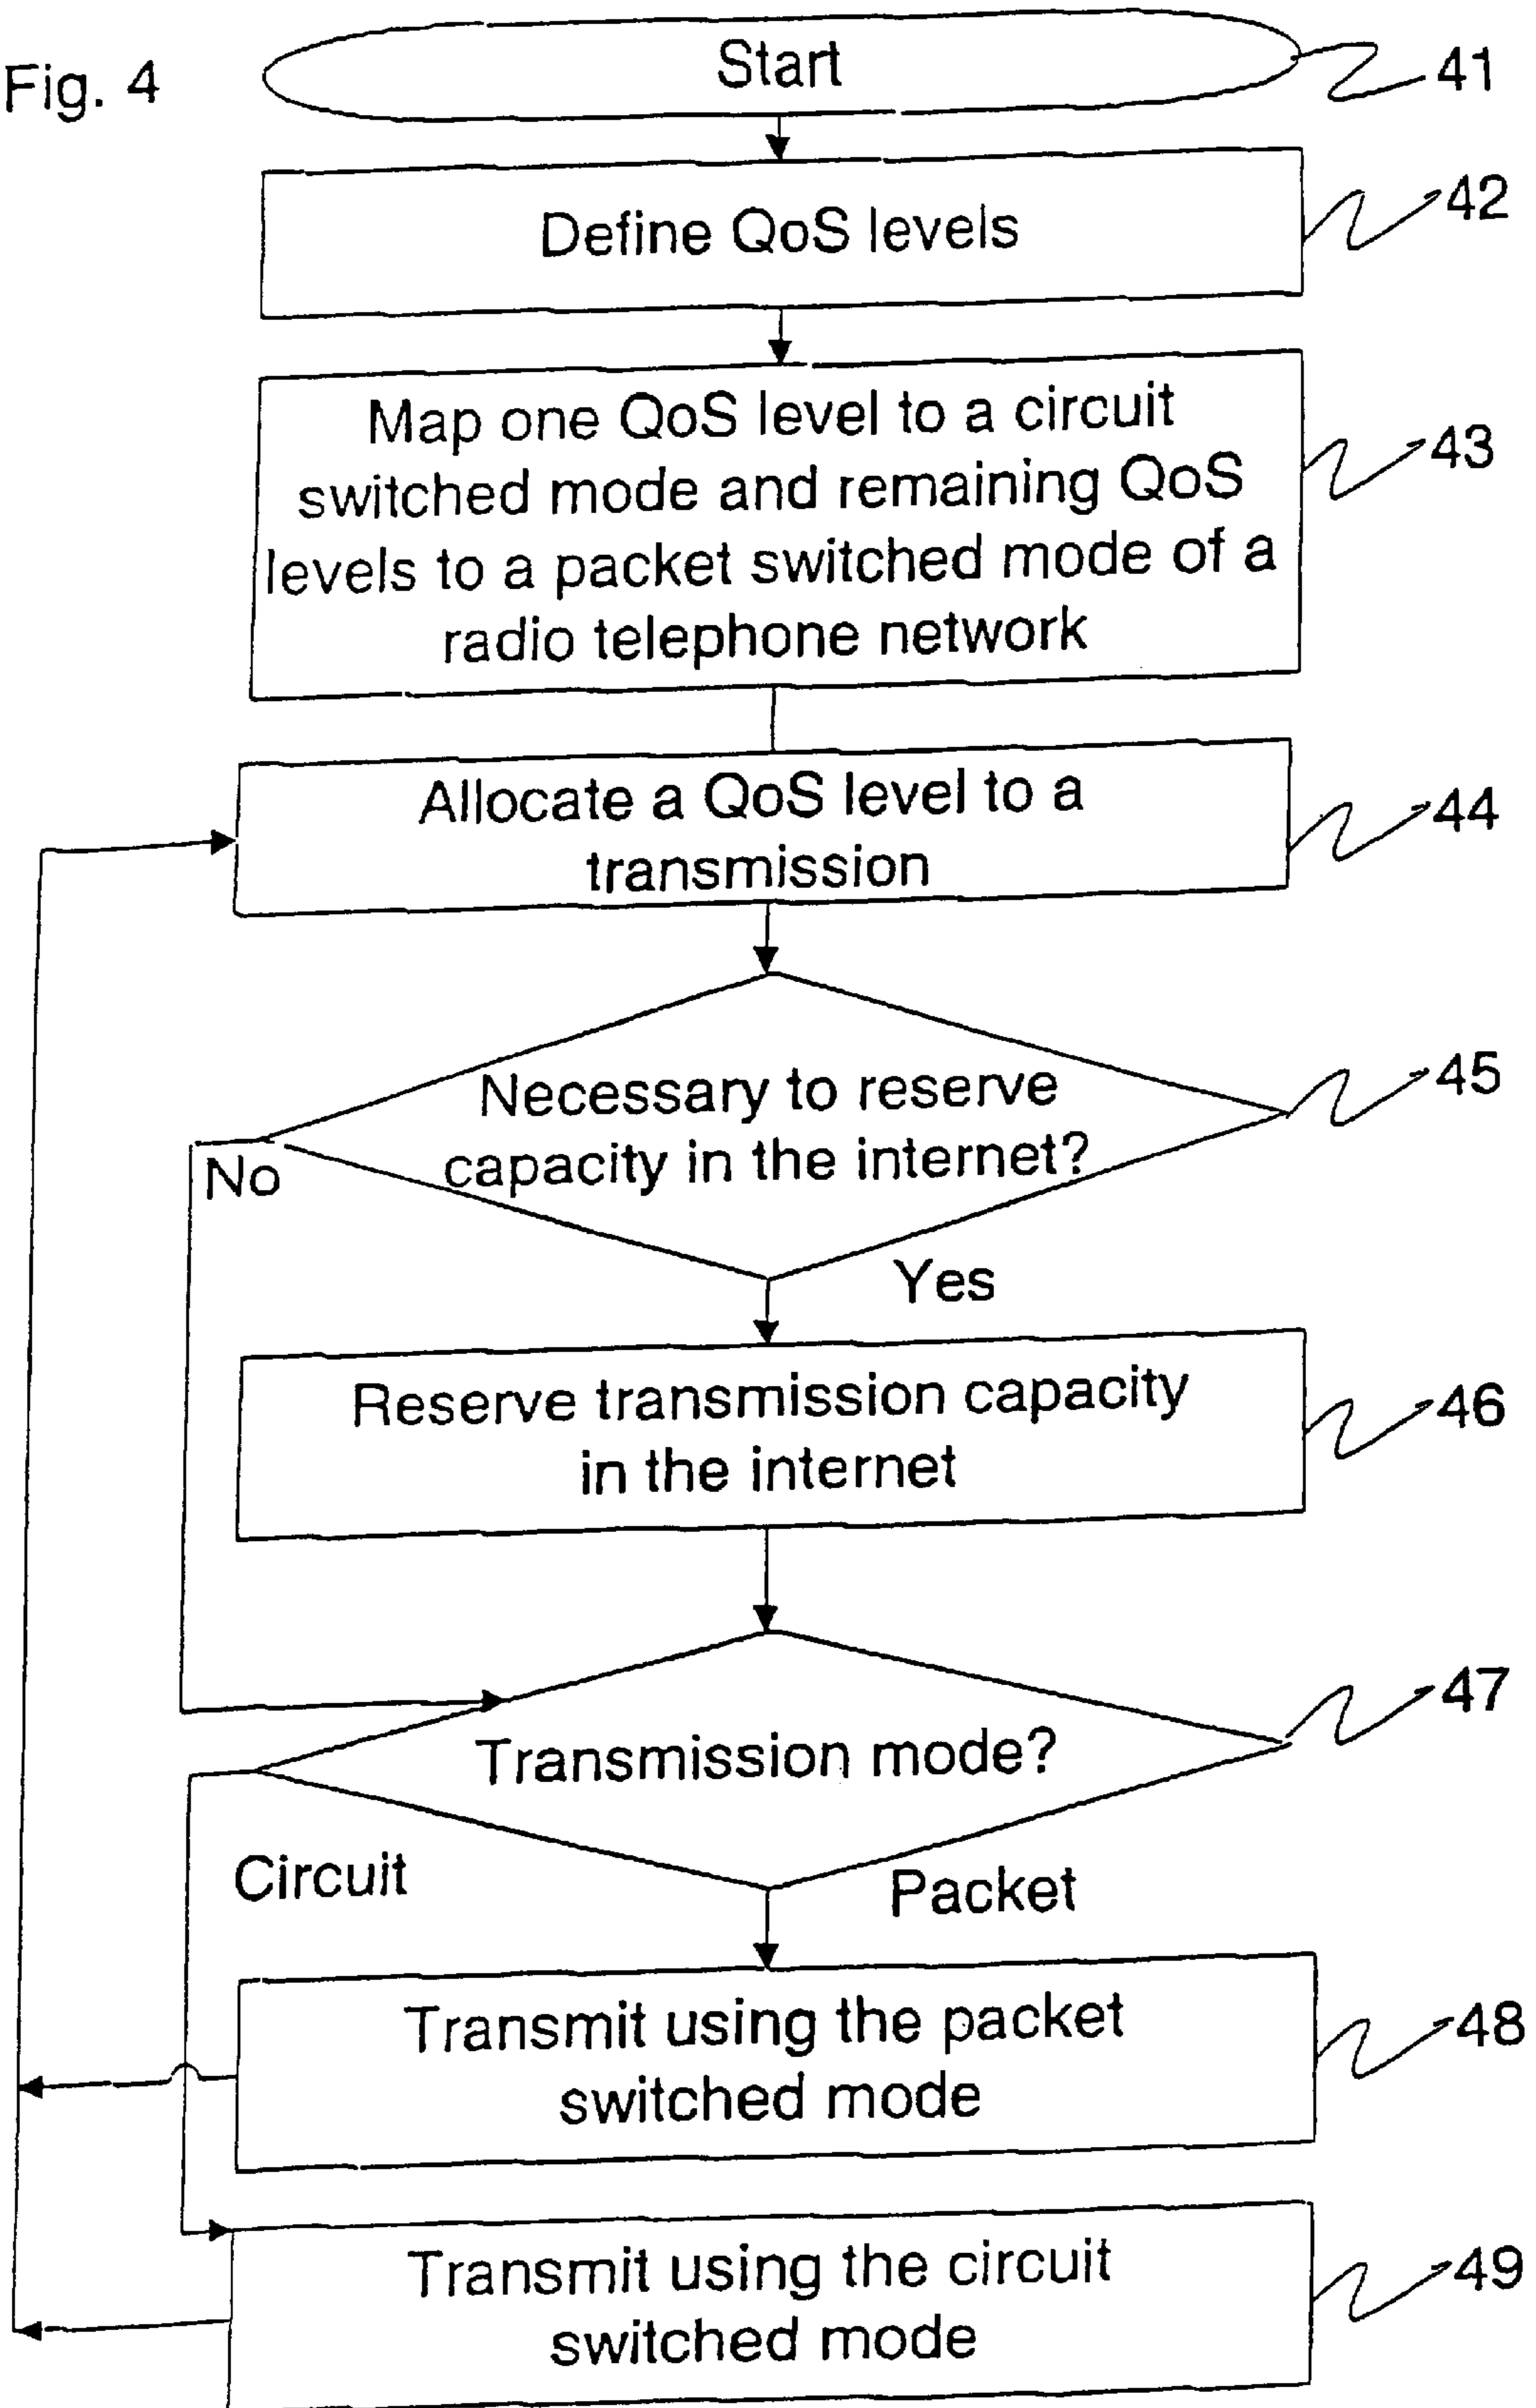 Fig. 4
Start
41
Define QoS levels
42
Map one QoS level to a circuit
switched mode and remaining QoS
levels to a packet switched mode of a
radio telephone network
43
Allocate a QoS level to a
transmission
44
Necessary to reserve
capacity in the internet?
45
No
Yes
Reserve transmission capacity
in the internet
46
Transmission mode?
47
Circuit
Packet
Transmit using the packet
switched mode
48
Transmit using the circuit
switched mode
49